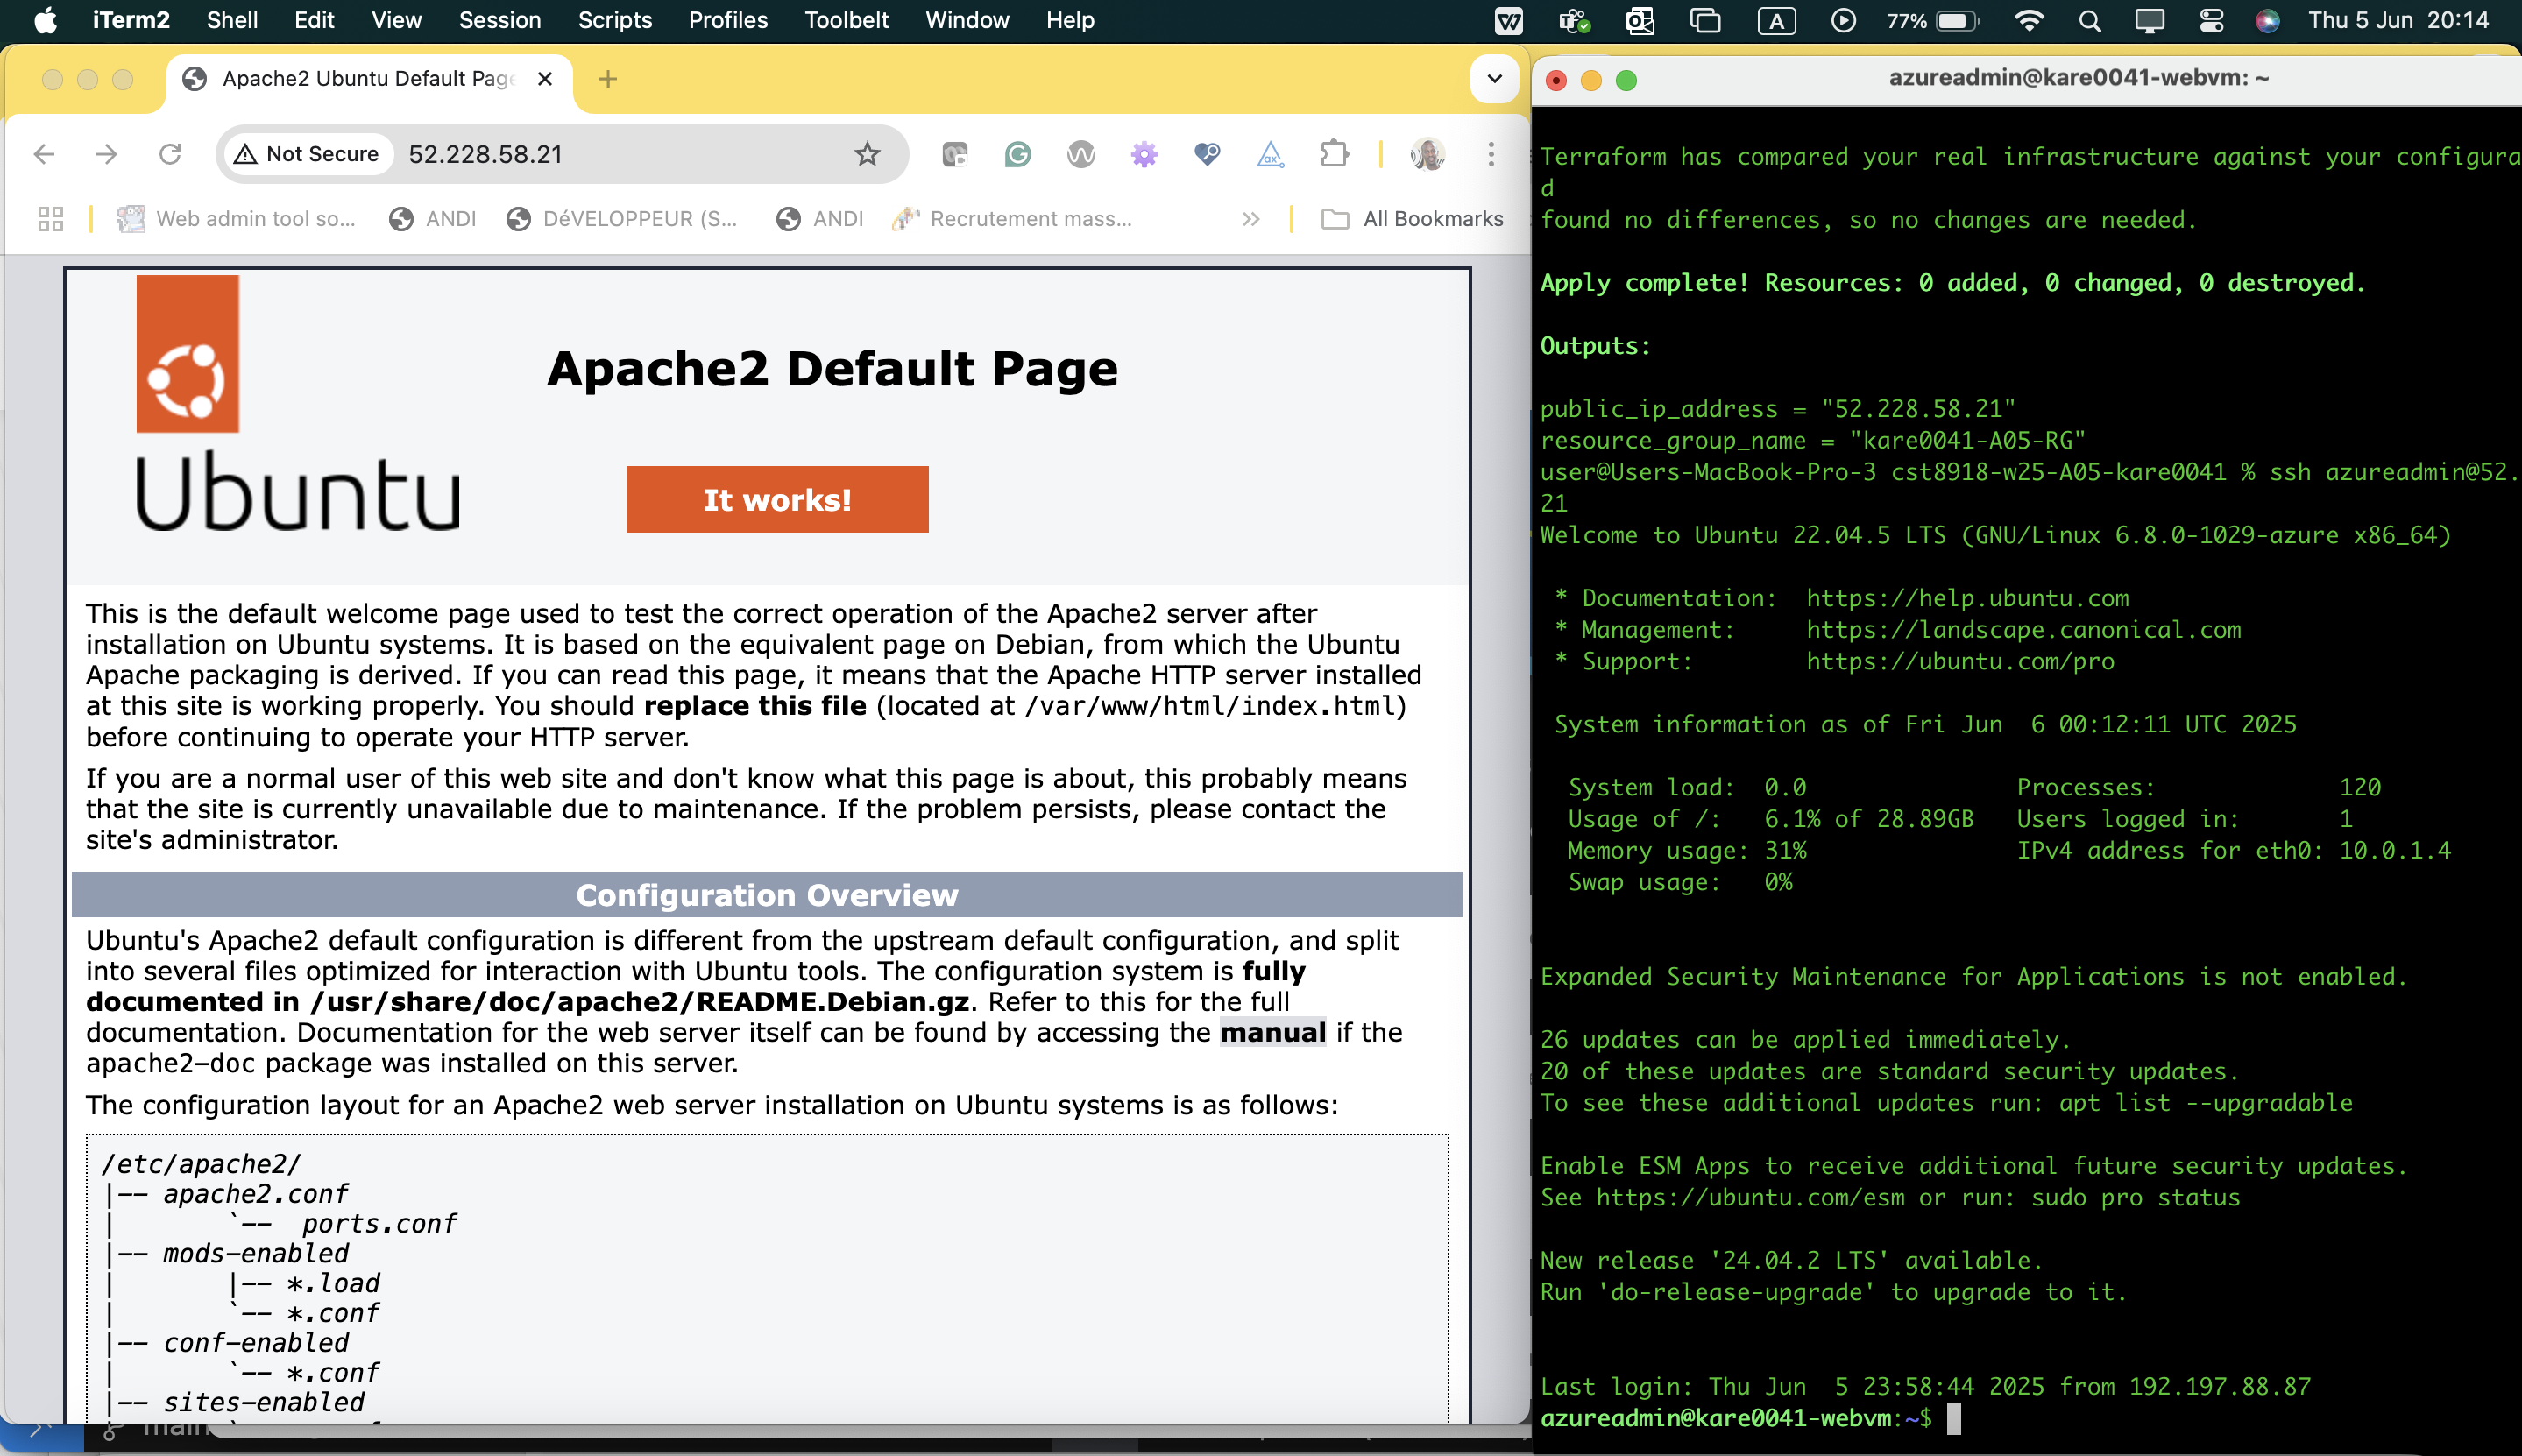 iTerm2 Shell Edit View Session Scripts Profiles Toolbelt Window Help A 77% Thu 5 Jun 20:14
Apache2 Ubuntu Default Page
Not Secure 52.228.58.21
Web admin tool so... ANDI DéVELOPPEUR (S... ANDI Recrutement mass... » All Bookmarks
Ubuntu
Apache2 Default Page
It works!
This is the default welcome page used to test the correct operation of the Apache2 server after
installation on Ubuntu systems. It is based on the equivalent page on Debian, from which the Ubuntu
Apache packaging is derived. If you can read this page, it means that the Apache HTTP server installed
at this site is working properly. You should replace this file (located at /var/www/html/index.html)
before continuing to operate your HTTP server.
If you are a normal user of this web site and don't know what this page is about, this probably means
that the site is currently unavailable due to maintenance. If the problem persists, please contact the
site's administrator.
Configuration Overview
Ubuntu's Apache2 default configuration is different from the upstream default configuration, and split
into several files optimized for interaction with Ubuntu tools. The configuration system is fully
documented in /usr/share/doc/apache2/README.Debian.gz. Refer to this for the full
documentation. Documentation for the web server itself can be found by accessing the manual if the
apache2-doc package was installed on this server.
The configuration layout for an Apache2 web server installation on Ubuntu systems is as follows:
/etc/apache2/
|-- apache2.conf
|       `--  ports.conf
|-- mods-enabled
|       |-- *.load
|       `-- *.conf
|-- conf-enabled
|       `-- *.conf
|-- sites-enabled
main
azureadmin@kare0041-webvm: ~
Terraform has compared your real infrastructure against your configura
d
found no differences, so no changes are needed.
Apply complete! Resources: 0 added, 0 changed, 0 destroyed.
Outputs:
public_ip_address = "52.228.58.21"
resource_group_name = "kare0041-A05-RG"
user@Users-MacBook-Pro-3 cst8918-w25-A05-kare0041 % ssh azureadmin@52.
21
Welcome to Ubuntu 22.04.5 LTS (GNU/Linux 6.8.0-1029-azure x86_64)
* Documentation:  https://help.ubuntu.com
* Management:     https://landscape.canonical.com
* Support:        https://ubuntu.com/pro
System information as of Fri Jun  6 00:12:11 UTC 2025
System load:  0.0               Processes:             120
Usage of /:   6.1% of 28.89GB   Users logged in:       1
Memory usage: 31%               IPv4 address for eth0: 10.0.1.4
Swap usage:   0%
Expanded Security Maintenance for Applications is not enabled.
26 updates can be applied immediately.
20 of these updates are standard security updates.
To see these additional updates run: apt list --upgradable
Enable ESM Apps to receive additional future security updates.
See https://ubuntu.com/esm or run: sudo pro status
New release '24.04.2 LTS' available.
Run 'do-release-upgrade' to upgrade to it.
Last login: Thu Jun  5 23:58:44 2025 from 192.197.88.87
azureadmin@kare0041-webvm:~$